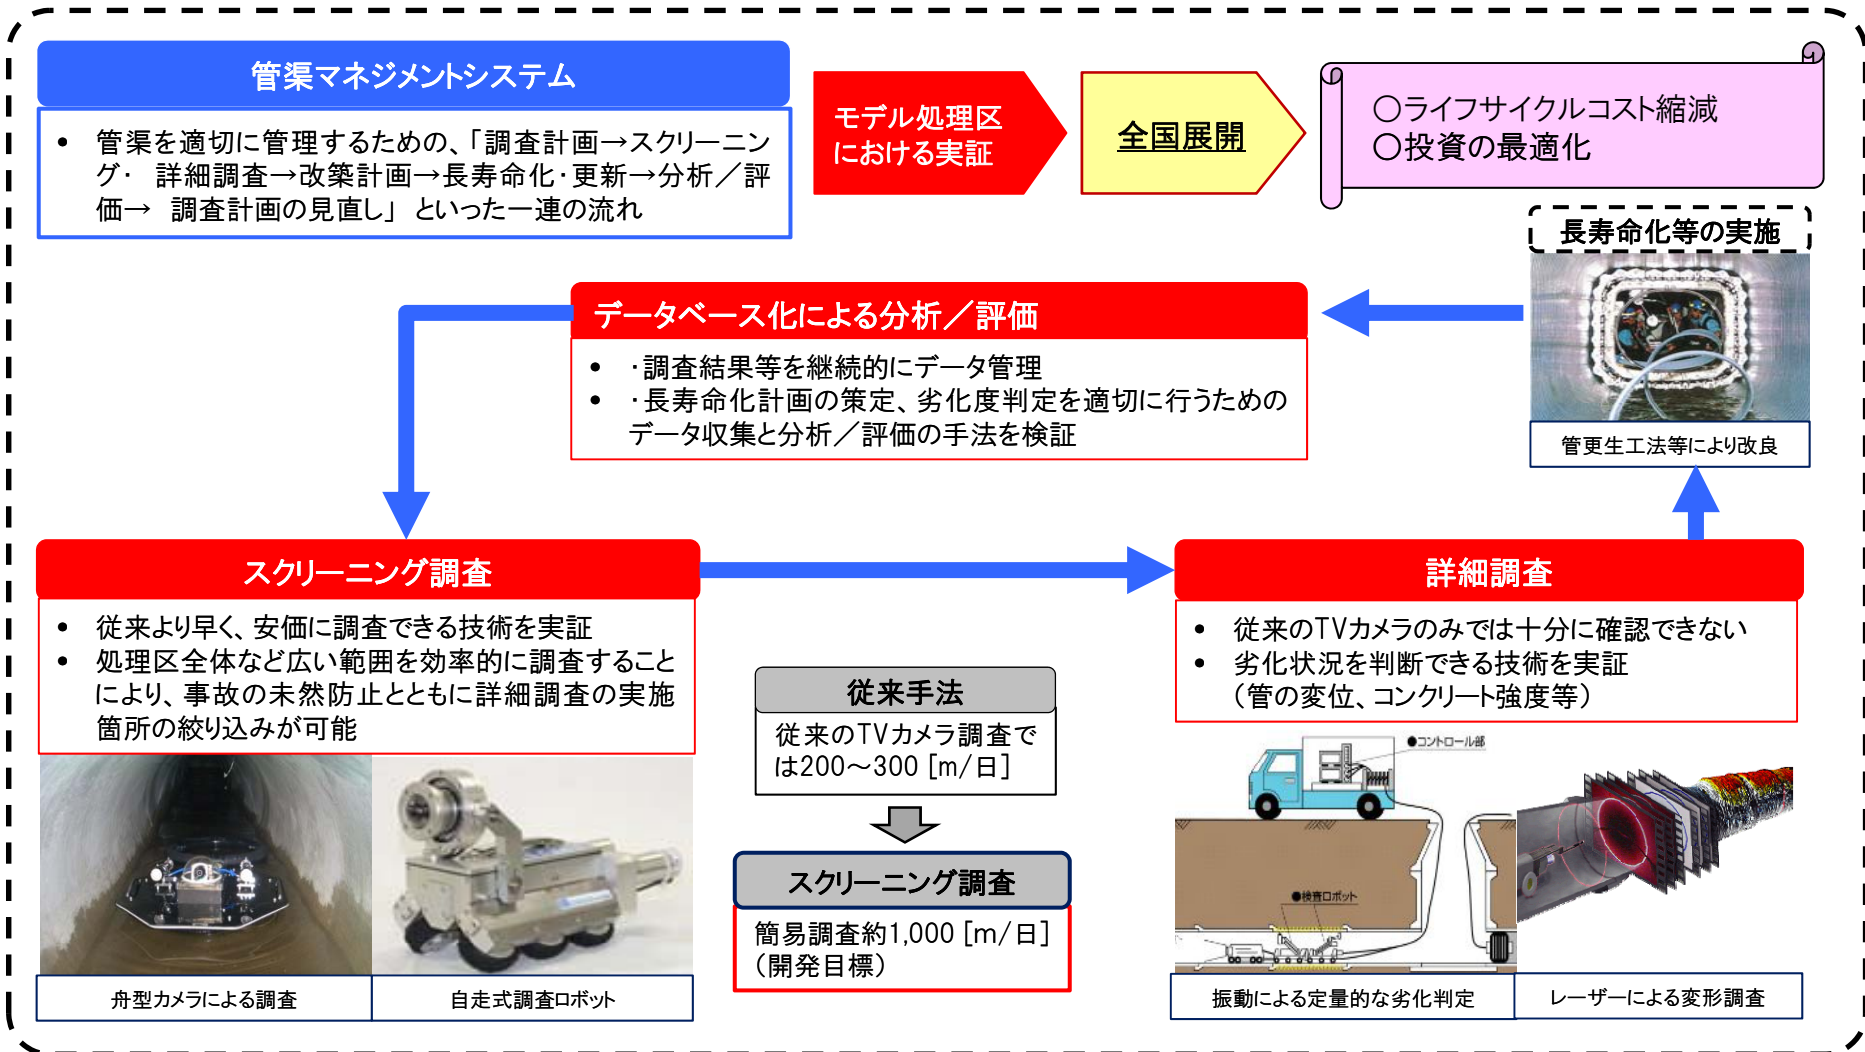 管渠マネジメントシステム
• 管渠を適切に管理するための、「調査計画→スクリーニン
グ・ 詳細調査→改築計画→長寿命化・更新→分析／評
価→ 調査計画の見直し」 といった一連の流れ
モデル処理区
における実証
全国展開
○ライフサイクルコスト縮減
○投資の最適化
長寿命化等の実施
管更生工法等により改良
データベース化による分析／評価
• ・調査結果等を継続的にデータ管理
• ・長寿命化計画の策定、劣化度判定を適切に行うための
データ収集と分析／評価の手法を検証
スクリーニング調査
• 従来より早く、安価に調査できる技術を実証
• 処理区全体など広い範囲を効率的に調査すること
により、事故の未然防止とともに詳細調査の実施
箇所の絞り込みが可能
舟型カメラによる調査
自走式調査ロボット
従来手法
従来のTVカメラ調査で
は200～300［m/日］
スクリーニング調査
簡易調査約1,000［m/日］
（開発目標）
詳細調査
• 従来のTVカメラのみでは十分に確認できない
• 劣化状況を判断できる技術を実証
（管の変位、コンクリート強度等）
●コントロール部
●検査ロボット
振動による定量的な劣化判定
レーザーによる変形調査